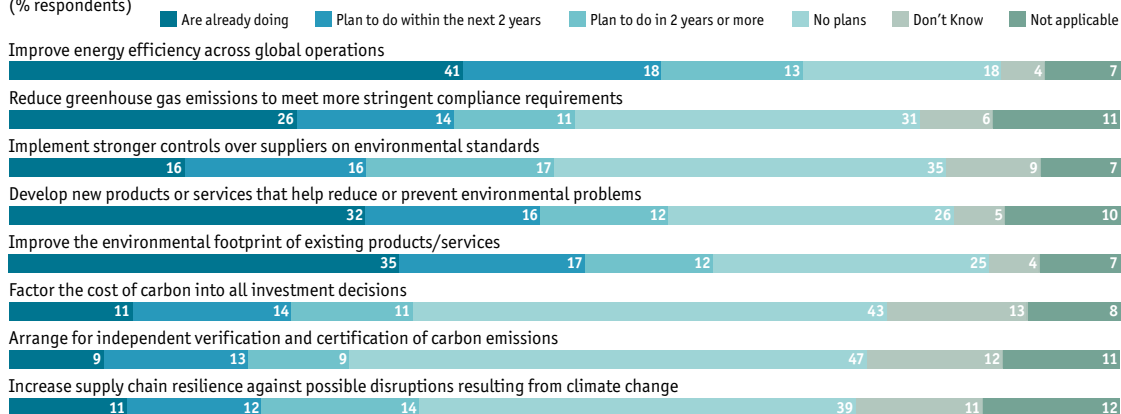 (% respondents)
Are already doing Plan to do within the next 2 years Plan to do in 2 years or more No plans Don't Know Not applicable
Improve energy efficiency across global operations
41 18 13 18 4 7
Reduce greenhouse gas emissions to meet more stringent compliance requirements
26 14 11 31 6 11
Implement stronger controls over suppliers on environmental standards
16 16 17 35 9 7
Develop new products or services that help reduce or prevent environmental problems
32 16 12 26 5 10
Improve the environmental footprint of existing products/services
35 17 12 25 4 7
Factor the cost of carbon into all investment decisions
11 14 11 43 13 8
Arrange for independent verification and certification of carbon emissions
9 13 9 47 12 11
Increase supply chain resilience against possible disruptions resulting from climate change
11 12 14 39 11 12